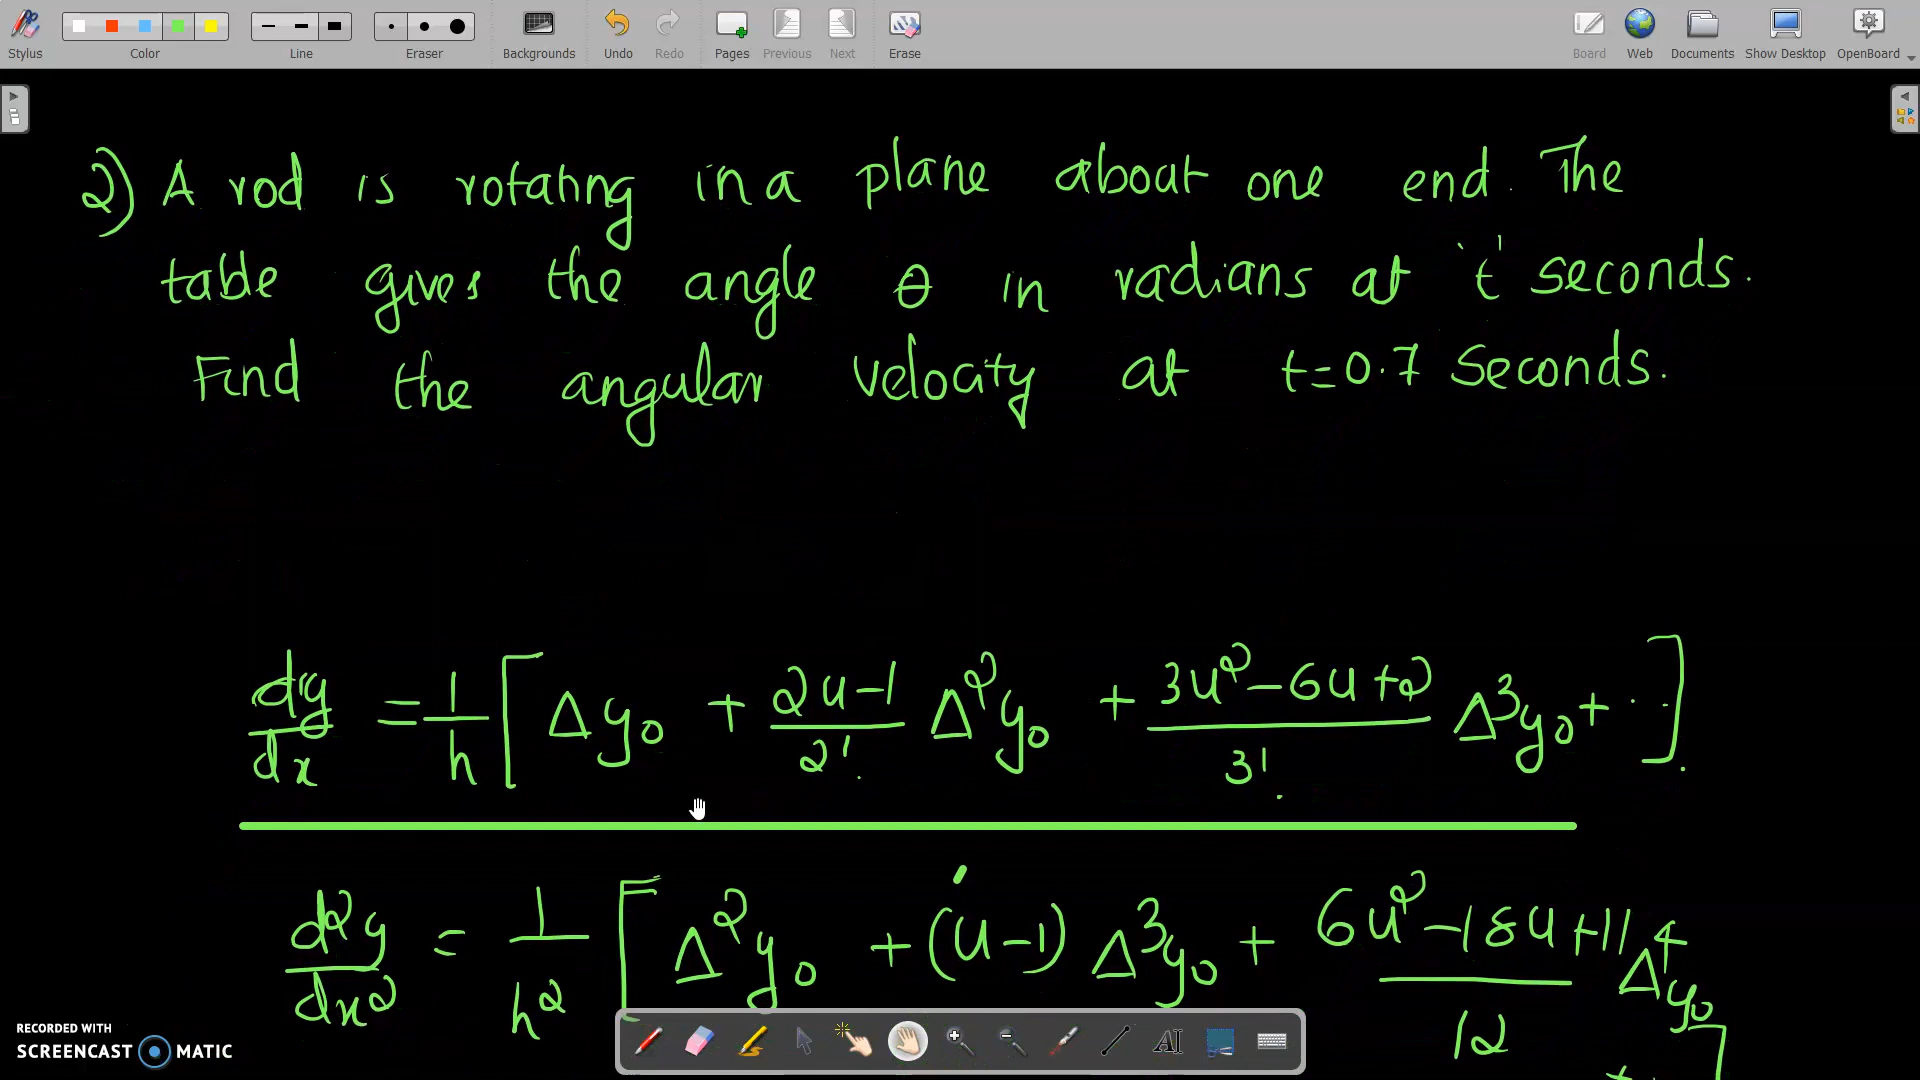 Stylus Color Line Eraser Backgrounds Undo Redo Pages Previous Next Erase Board Web Documents Show Desktop OpenBoard
2) A rod is rotating in a plane about one end. The
table gives the angle θ in radians at 't' seconds.
Find the angular velocity at t=0.7 Seconds.
dy/dx = 1/h [ Δy₀ + (2u-1)/2! Δ²y₀ + (3u²-6u+2)/3! Δ³y₀ + ... ]
d²y/dx² = 1/h² [ Δ²y₀ + (u-1) Δ³y₀ + (6u²-18u+11)/12 Δ⁴y₀
RECORDED WITH
SCREENCAST MATIC